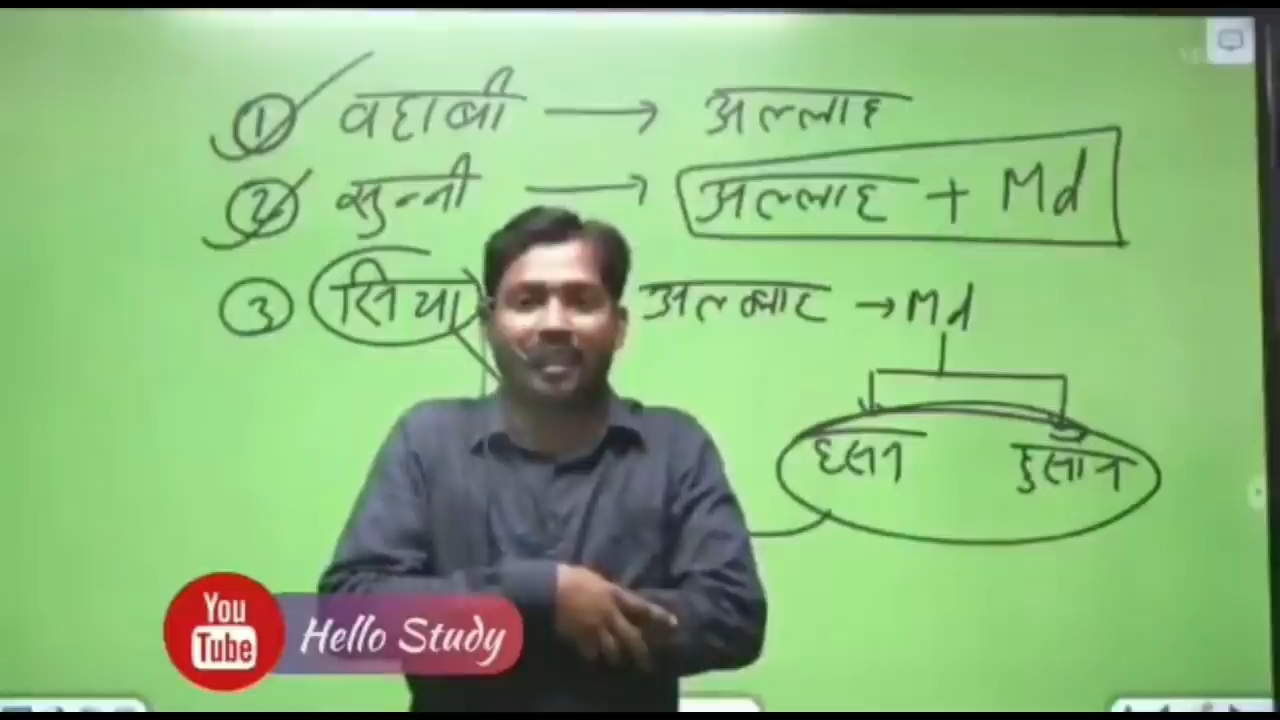 ① वहाबी → अल्लाह
② सुन्नी → अल्लाह + Md
③ सिया अल्लाह → Md
हसन हुसान
You
Tube
Hello Study